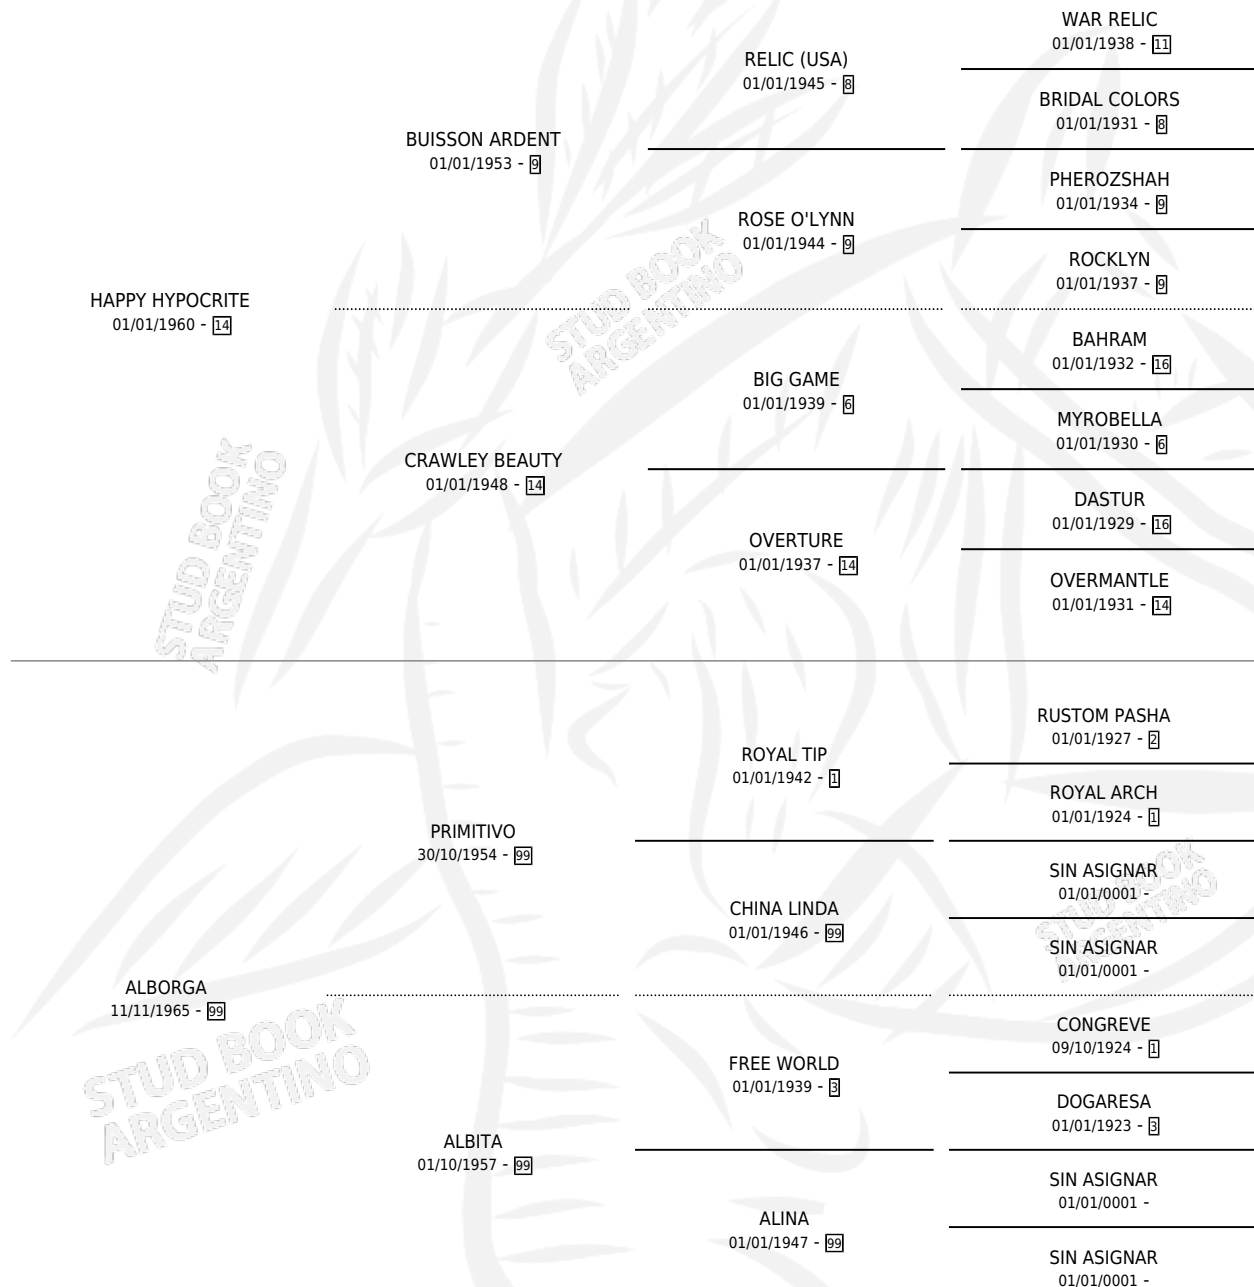 WAR RELIC
01/01/1938 - 11
RELIC (USA)
01/01/1945 - 8
BRIDAL COLORS
01/01/1931 - 8
BUISSON ARDENT
01/01/1953 - 9
PHEROZSHAH
01/01/1934 - 9
ROSE O'LYNN
01/01/1944 - 9
ROCKLYN
01/01/1937 - 9
HAPPY HYPOCRITE
01/01/1960 - 14
STUD BOOK
ARGENTINO
BAHRAM
01/01/1932 - 16
BIG GAME
01/01/1939 - 6
MYROBELLA
01/01/1930 - 6
CRAWLEY BEAUTY
01/01/1948 - 14
DASTUR
01/01/1929 - 16
OVERTURE
01/01/1937 - 14
OVERMANTLE
01/01/1931 - 14
STUD BOOK
ARGENTINO
RUSTOM PASHA
01/01/1927 - 2
ROYAL TIP
01/01/1942 - 1
ROYAL ARCH
01/01/1924 - 1
PRIMITIVO
30/10/1954 - 99
SIN ASIGNAR
01/01/0001 -
CHINA LINDA
01/01/1946 - 99
SIN ASIGNAR
01/01/0001 -
STUD BOOK
ARGENTINO
ALBORGA
11/11/1965 - 99
STUD BOOK
ARGENTINO
CONGREVE
09/10/1924 - 1
FREE WORLD
01/01/1939 - 3
DOGARESA
01/01/1923 - 3
ALBITA
01/10/1957 - 99
SIN ASIGNAR
01/01/0001 -
ALINA
01/01/1947 - 99
SIN ASIGNAR
01/01/0001 -